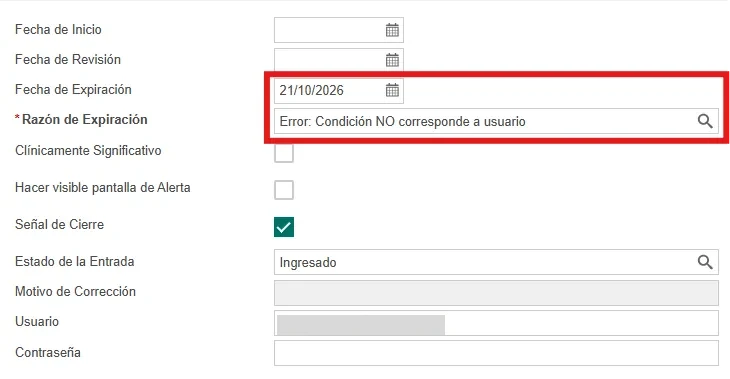 Fecha de Inicio
Fecha de Revisión
Fecha de Expiración 21/10/2026
*Razón de Expiración Error: Condición NO corresponde a usuario
Clínicamente Significativo
Hacer visible pantalla de Alerta
Señal de Cierre
Estado de la Entrada Ingresado
Motivo de Corrección
Usuario
Contraseña